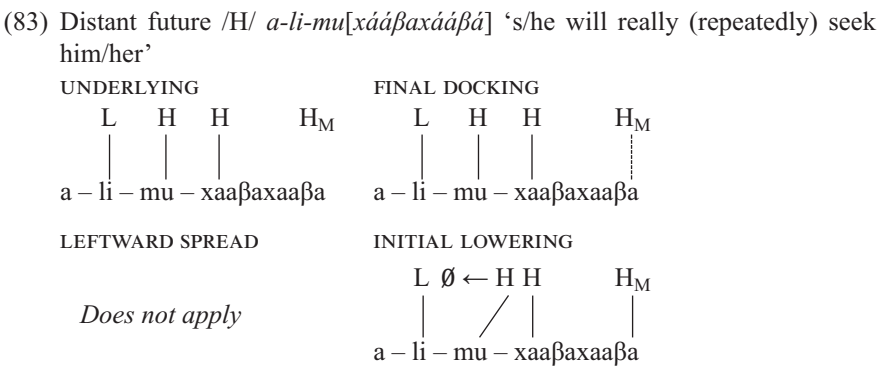 (83) Distant future /H/ a-li-mu[xááβaxááβá] ‘s/he will really (repeatedly) seek
him/her’
UNDERLYING FINAL DOCKING
L H H H_M L H H H_M
a – li – mu – xaaβaxaaβa a – li – mu – xaaβaxaaβa
LEFTWARD SPREAD INITIAL LOWERING
L Ø ← H H H_M
Does not apply
a – li – mu – xaaβaxaaβa